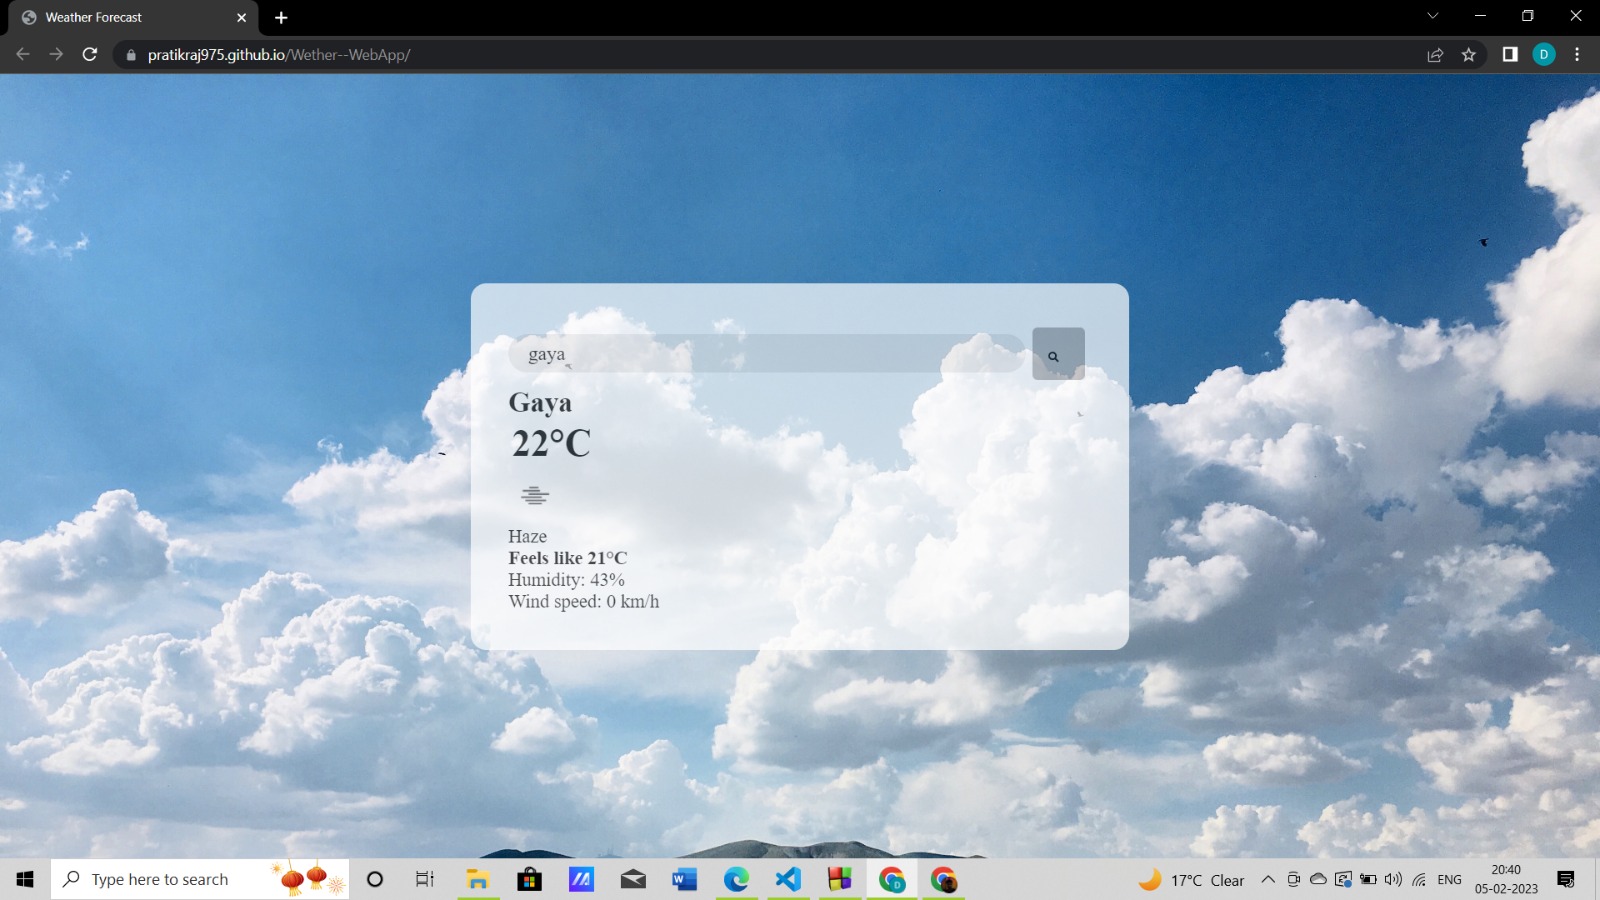 Weather Forecast
pratikraj975.github.io/Wether--WebApp/
D
gaya
Gaya
22°C
Haze
Feels like 21°C
Humidity: 43%
Wind speed: 0 km/h
Type here to search
W
D
17°C Clear
ENG
20:40
05-02-2023